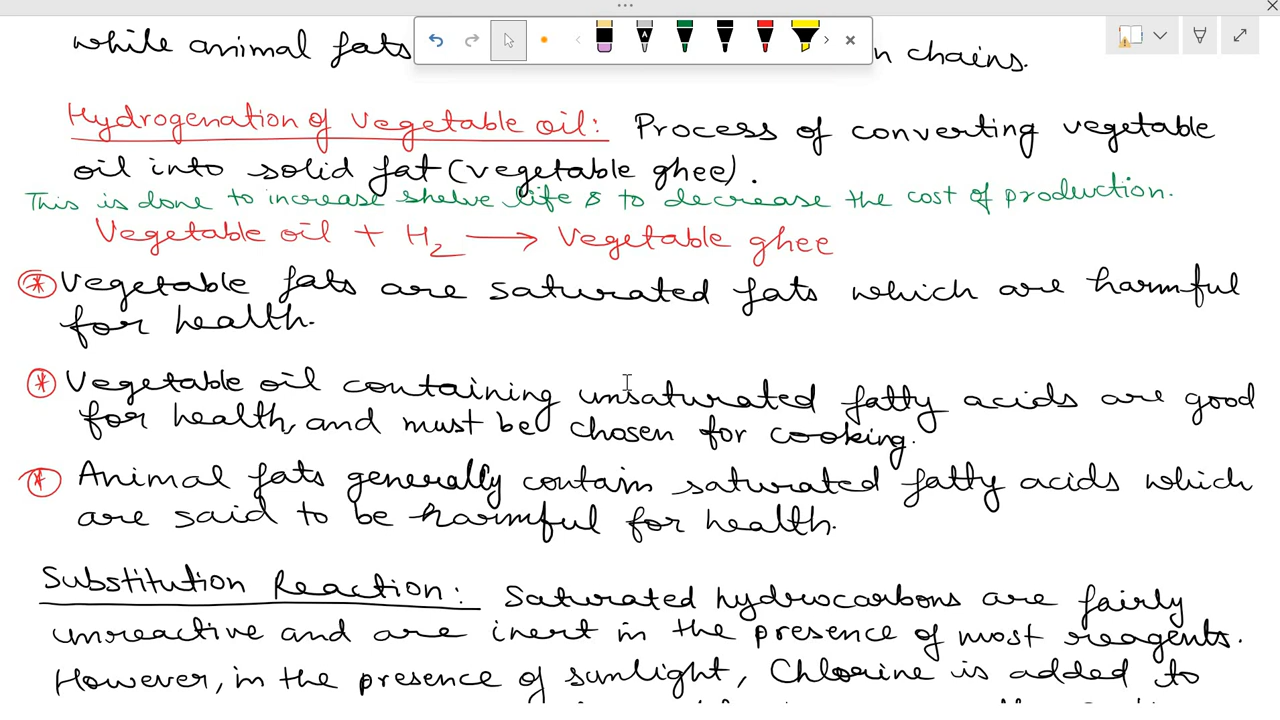 while animal fats n chains.
Hydrogenation of vegetable oil: Process of converting vegetable
oil into solid fat (vegetable ghee).
This is done to increase shelve life & to decrease the cost of production.
Vegetable oil + H₂ → Vegetable ghee
* Vegetable fats are saturated fats which are harmful
for health.
* Vegetable oil containing unsaturated fatty acids are good
for health, and must be chosen for cooking.
* Animal fats generally contain saturated fatty acids which
are said to be harmful for health.
Substitution Reaction: Saturated hydrocarbons are fairly
unreactive and are inert in the presence of most reagents.
However, in the presence of sunlight, Chlorine is added to